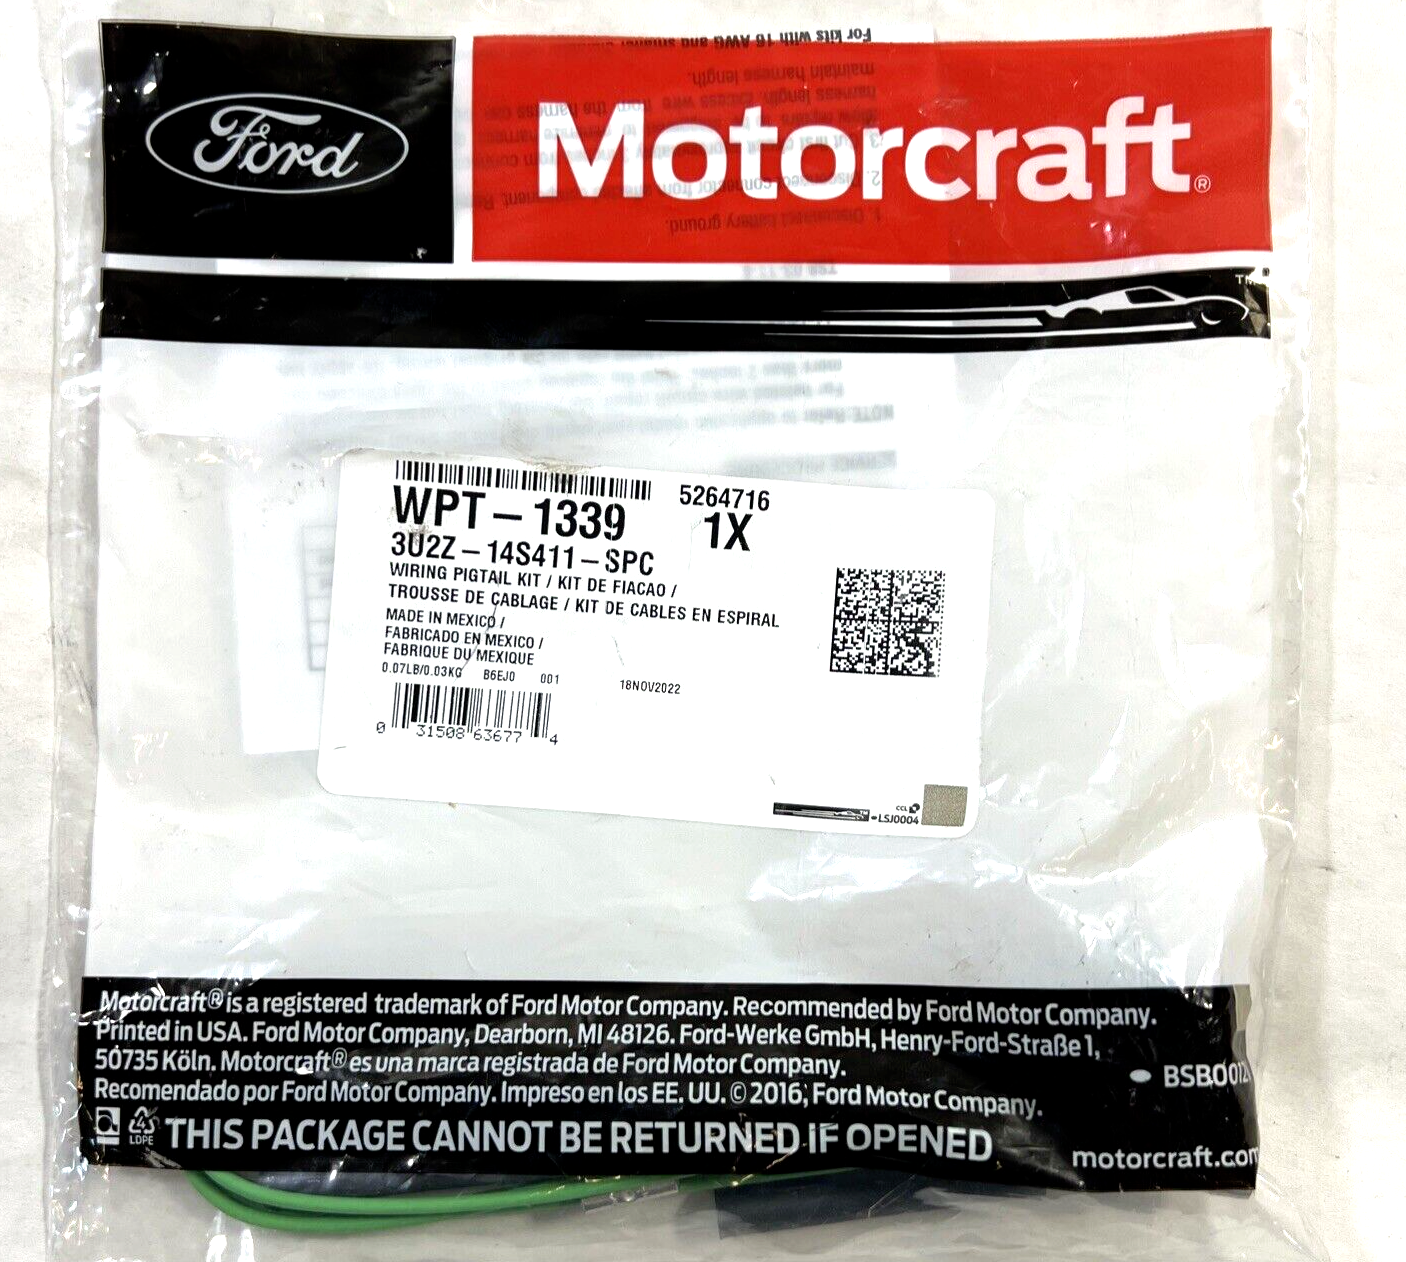 Ford
Motorcraft®
TM
WPT-1339
5264716
1X
3U2Z-14S411-SPC
WIRING PIGTAIL KIT / KIT DE FIACAO /
TROUSSE DE CABLAGE / KIT DE CABLES EN ESPIRAL
MADE IN MEXICO /
FABRICADO EN MEXICO /
FABRIQUE DU MEXIQUE
0.07LB/0.03KG B6EJ0 001 18NOV2022
0 31508 63677 4
CCL
LSJ0004
Motorcraft® is a registered trademark of Ford Motor Company. Recommended by Ford Motor Company.
Printed in USA. Ford Motor Company, Dearborn, MI 48126. Ford-Werke GmbH, Henry-Ford-Straße 1,
50735 Köln. Motorcraft® es una marca registrada de Ford Motor Company.
Recomendado por Ford Motor Company. Impreso en los EE. UU. © 2016, Ford Motor Company.
BSB0012
4
LDPE
THIS PACKAGE CANNOT BE RETURNED IF OPENED
motorcraft.com